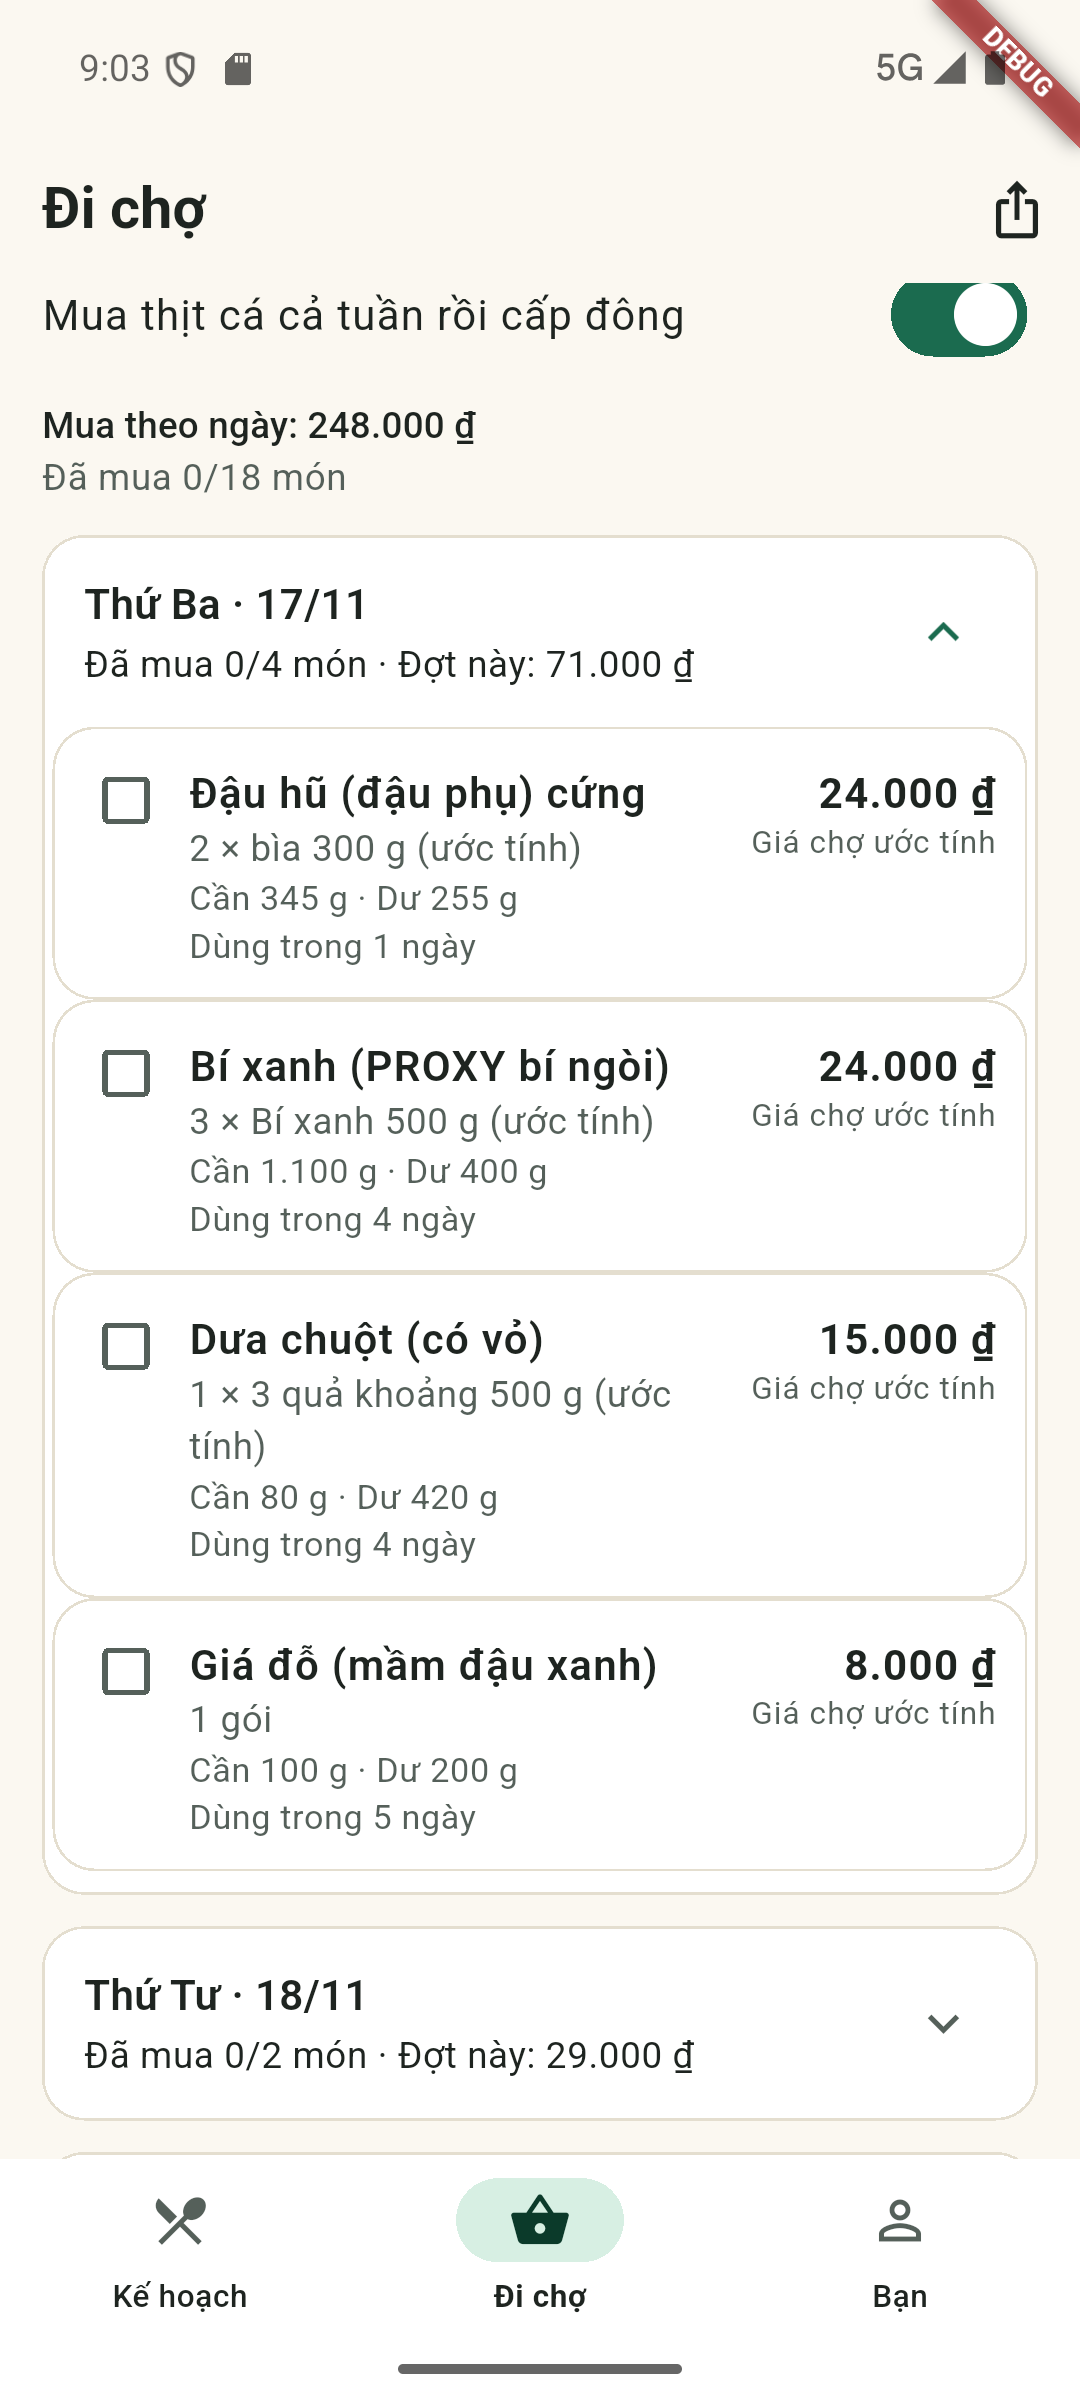 9:03
5G
DEBUG
Đi chợ
Mua thịt cá cả tuần rồi cấp đông
Mua theo ngày: 248.000 ₫
Đã mua 0/18 món
Thứ Ba · 17/11
Đã mua 0/4 món · Đợt này: 71.000 ₫
Đậu hũ (đậu phụ) cứng
24.000 ₫
2 × bìa 300 g (ước tính)
Giá chợ ước tính
Cần 345 g · Dư 255 g
Dùng trong 1 ngày
Bí xanh (PROXY bí ngòi)
24.000 ₫
3 × Bí xanh 500 g (ước tính)
Giá chợ ước tính
Cần 1.100 g · Dư 400 g
Dùng trong 4 ngày
Dưa chuột (có vỏ)
15.000 ₫
1 × 3 quả khoảng 500 g (ước
Giá chợ ước tính
tính)
Cần 80 g · Dư 420 g
Dùng trong 4 ngày
Giá đỗ (mầm đậu xanh)
8.000 ₫
1 gói
Giá chợ ước tính
Cần 100 g · Dư 200 g
Dùng trong 5 ngày
Thứ Tư · 18/11
Đã mua 0/2 món · Đợt này: 29.000 ₫
Kế hoạch
Đi chợ
Bạn